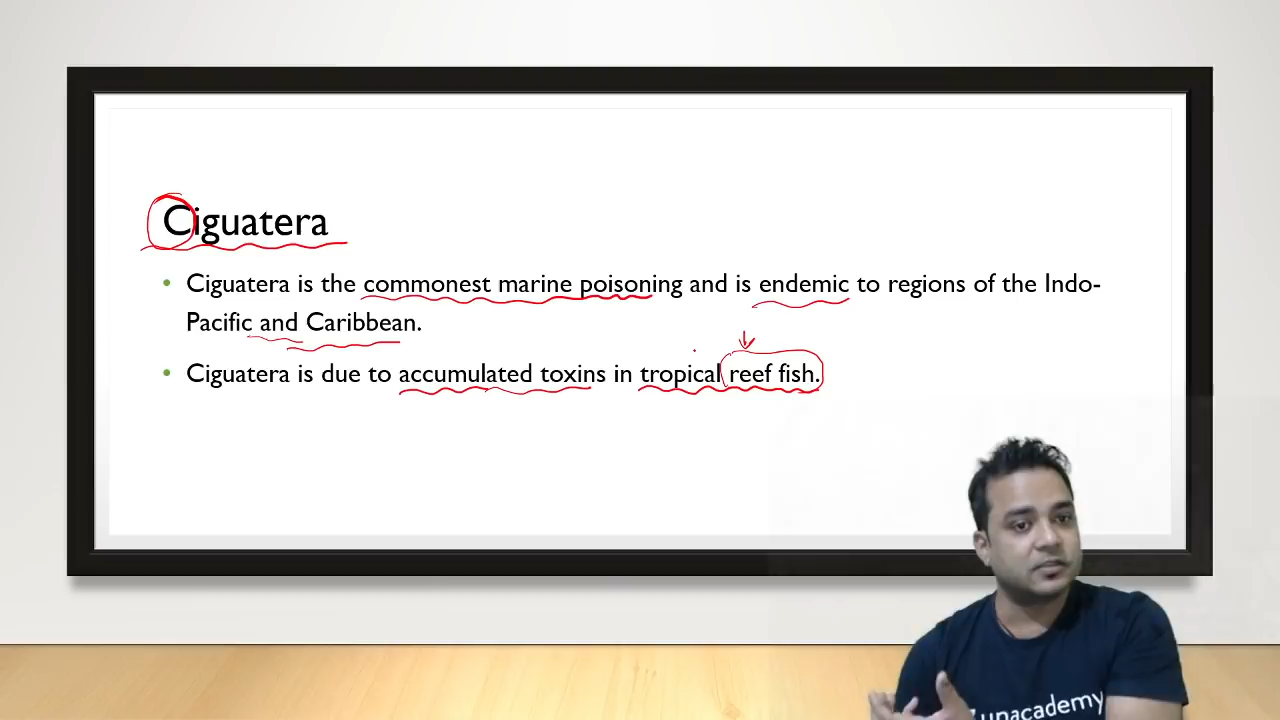 Ciguatera
• Ciguatera is the commonest marine poisoning and is endemic to regions of the Indo-
Pacific and Caribbean.
• Ciguatera is due to accumulated toxins in tropical reef fish.
unacademy